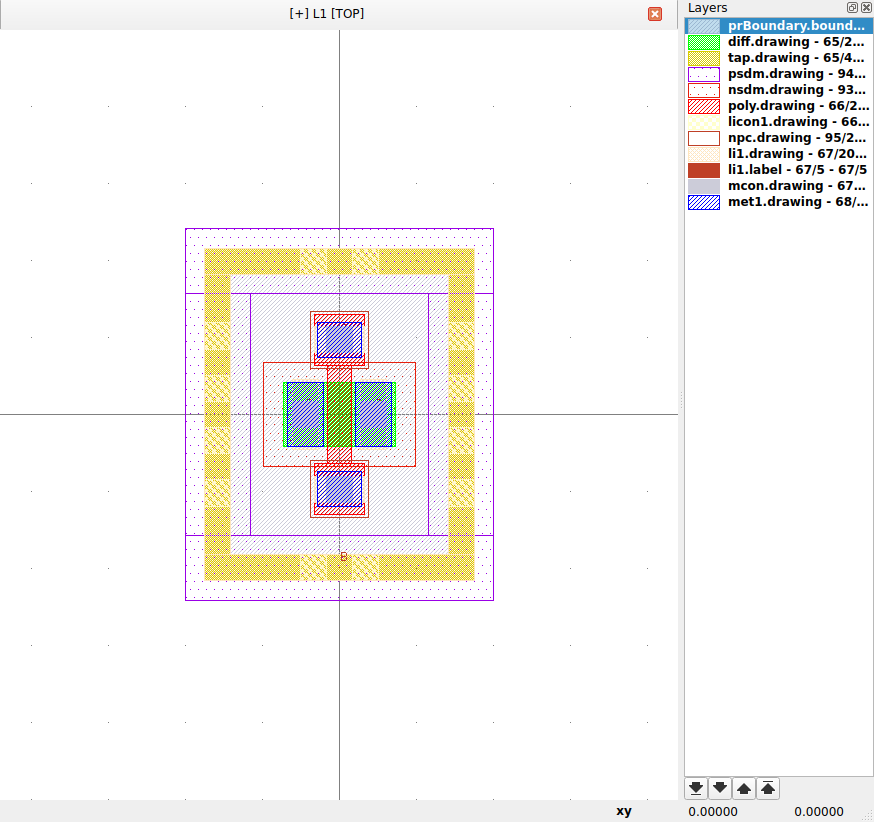 [+] L1 [TOP]
Layers
prBoundary.bound...
diff.drawing - 65/2...
tap.drawing - 65/4...
psdm.drawing - 94...
nsdm.drawing - 93...
poly.drawing - 66/2...
licon1.drawing - 66...
npc.drawing - 95/2...
li1.drawing - 67/20...
li1.label - 67/5 - 67/5
mcon.drawing - 67...
met1.drawing - 68/...
B
xy
0.00000 0.00000